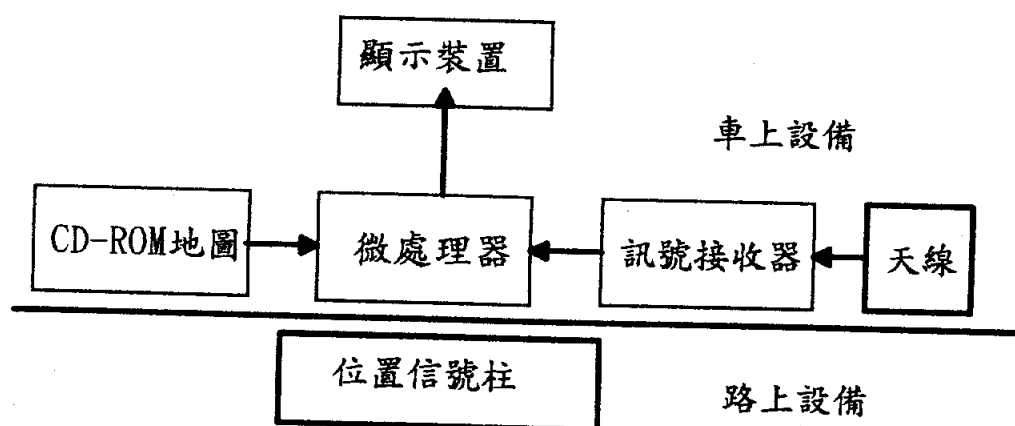 顯示裝置
車上設備
CD-ROM地圖
微處理器
訊號接收器
天線
位置信號柱
路上設備